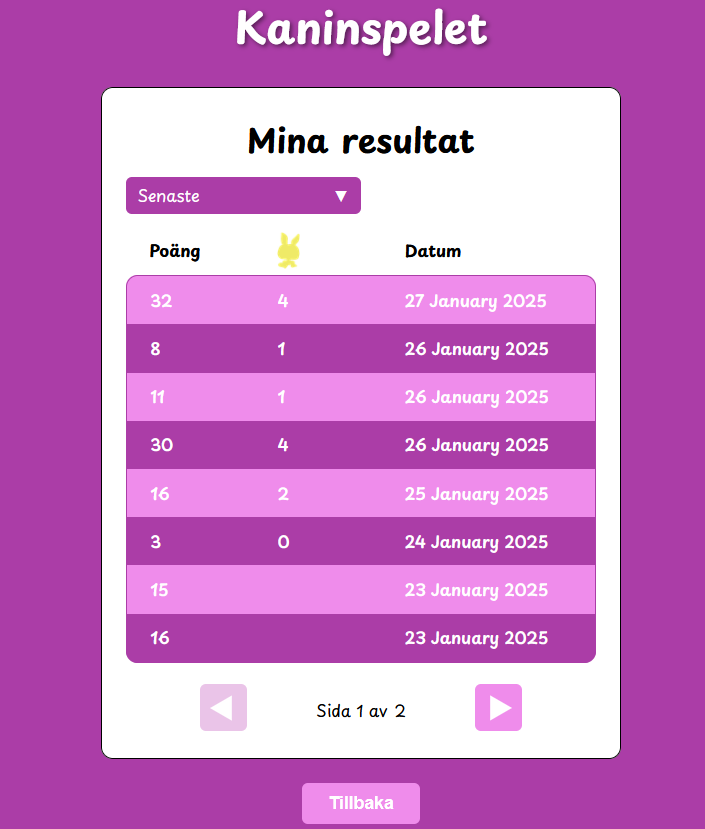 Kaninspelet
Mina resultat
Senaste ▼
Poäng Datum
32 4 27 January 2025
8 1 26 January 2025
11 1 26 January 2025
30 4 26 January 2025
16 2 25 January 2025
3 0 24 January 2025
15 23 January 2025
16 23 January 2025
Sida 1 av 2
Tillbaka